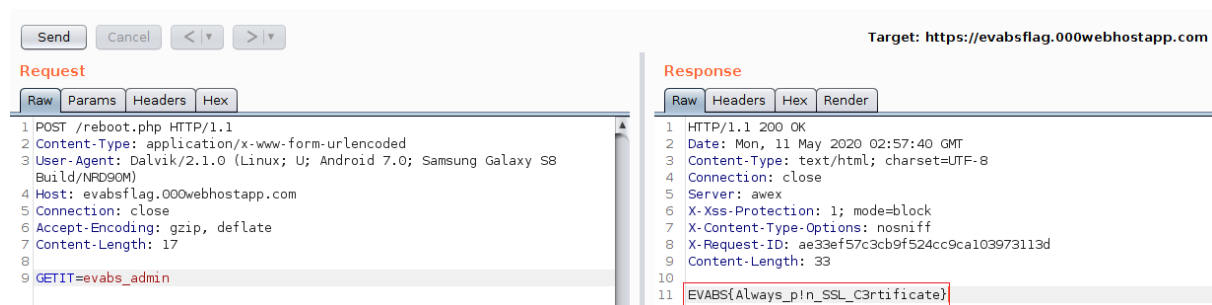 Send Cancel < > Target: https://evabsflag.000webhostapp.com
Request
Raw Params Headers Hex
1 POST /reboot.php HTTP/1.1
2 Content-Type: application/x-www-form-urlencoded
3 User-Agent: Dalvik/2.1.0 (Linux; U; Android 7.0; Samsung Galaxy S8
Build/NRD90M)
4 Host: evabsflag.000webhostapp.com
5 Connection: close
6 Accept-Encoding: gzip, deflate
7 Content-Length: 17
8
9 GETIT=evabs_admin
Response
Raw Headers Hex Render
1 HTTP/1.1 200 OK
2 Date: Mon, 11 May 2020 02:57:40 GMT
3 Content-Type: text/html; charset=UTF-8
4 Connection: close
5 Server: awex
6 X-Xss-Protection: 1; mode=block
7 X-Content-Type-Options: nosniff
8 X-Request-ID: ae33ef57c3cb9f524cc9ca103973113d
9 Content-Length: 33
10
11 EVABS{Always_p!n_SSL_C3rtificate}